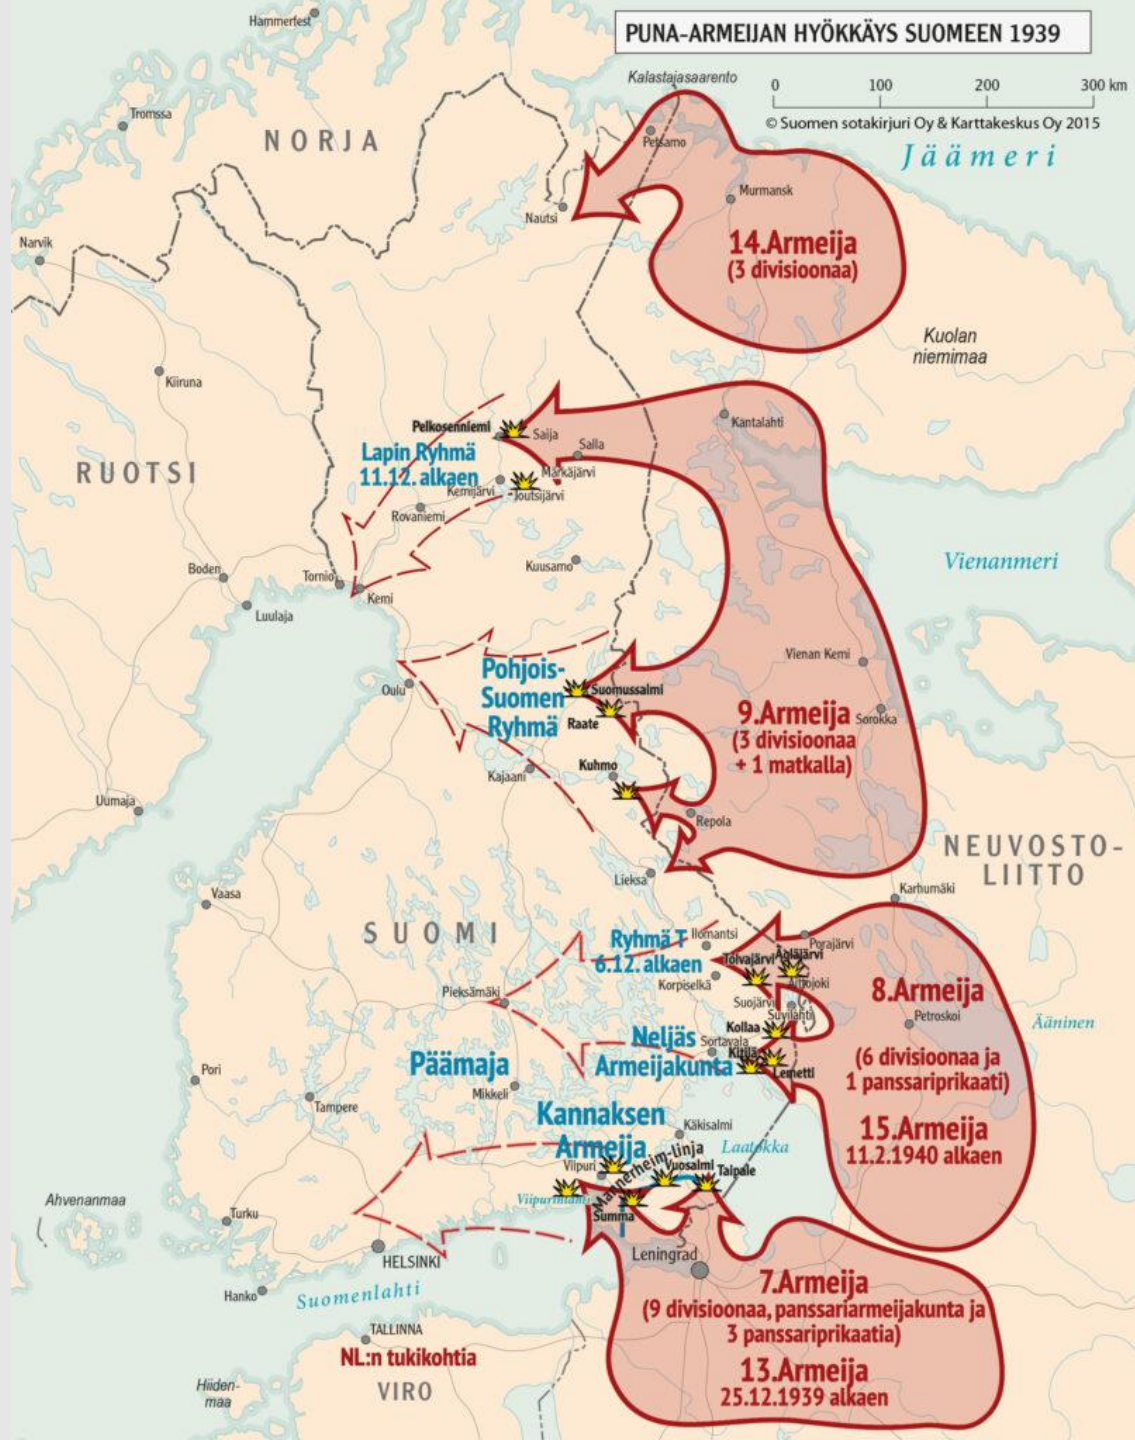 PUNA-ARMEIJAN HYÖKKÄYS SUOMEEN 1939
Hammerfest
Kalastajasaarento
0 100 200 300 km
© Suomen sotakirjuri Oy & Karttakeskus Oy 2015
Tromssa
NORJA
Petsamo
Jäämeri
Murmansk
Nautsi
Narvik
14.Armeija
(3 divisioonaa)
Kuolan
niemimaa
Kiiruna
Kantalahti
Pelkosenniemi
Saija
Salla
Lapin Ryhmä
11.12. alkaen
RUOTSI
Märkäjärvi
Kemijärvi
Joutsijärvi
Rovaniemi
Vienanmeri
Kuusamo
Boden
Tornio
Kemi
Luulaja
Vienan Kemi
Pohjois-
Suomen
Ryhmä
Suomussalmi
Oulu
Raate
9.Armeija
(3 divisioonaa
+ 1 matkalla)
Sorokka
Kuhmo
Kajaani
Uumaja
Repola
NEUVOSTO-
LIITTO
Lieksa
Karhumäki
Vaasa
SUOMI
Ryhmä T
6.12. alkaen
Ilomantsi
Porajärvi
Tolvajärvi
Ägläjärvi
Korpiselkä
Aittojoki
8.Armeija
Pieksämäki
Suojärvi
Suvilahti
Petroskoi
Ääninen
Kollaa
Neljäs
Armeijakunta
Sortavala
Kitilä
Lemetti
(6 divisioonaa ja
1 panssariprikaati)
Päämaja
Pori
Mikkeli
Tampere
Kannaksen
Armeija
Käkisalmi
15.Armeija
11.2.1940 alkaen
Laatokka
Mannerheim-linja
Viipuri
Vuosalmi
Taipale
Viipurinlahti
Summa
Ahvenanmaa
Turku
Leningrad
HELSINKI
Hanko
Suomenlahti
7.Armeija
(9 divisioonaa, panssariarmeijakunta ja
3 panssariprikaatia)
TALLINNA
NL:n tukikohtia
13.Armeija
25.12.1939 alkaen
Hiiden-
maa
VIRO